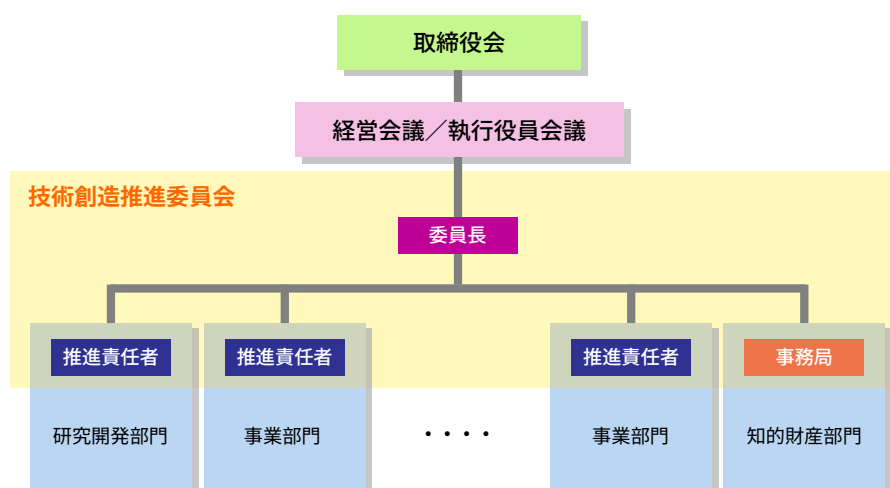 取締役会
経営会議／執行役員会議
技術創造推進委員会
委員長
推進責任者
推進責任者
推進責任者
事務局
研究開発部門
事業部門
・・・・
事業部門
知的財産部門